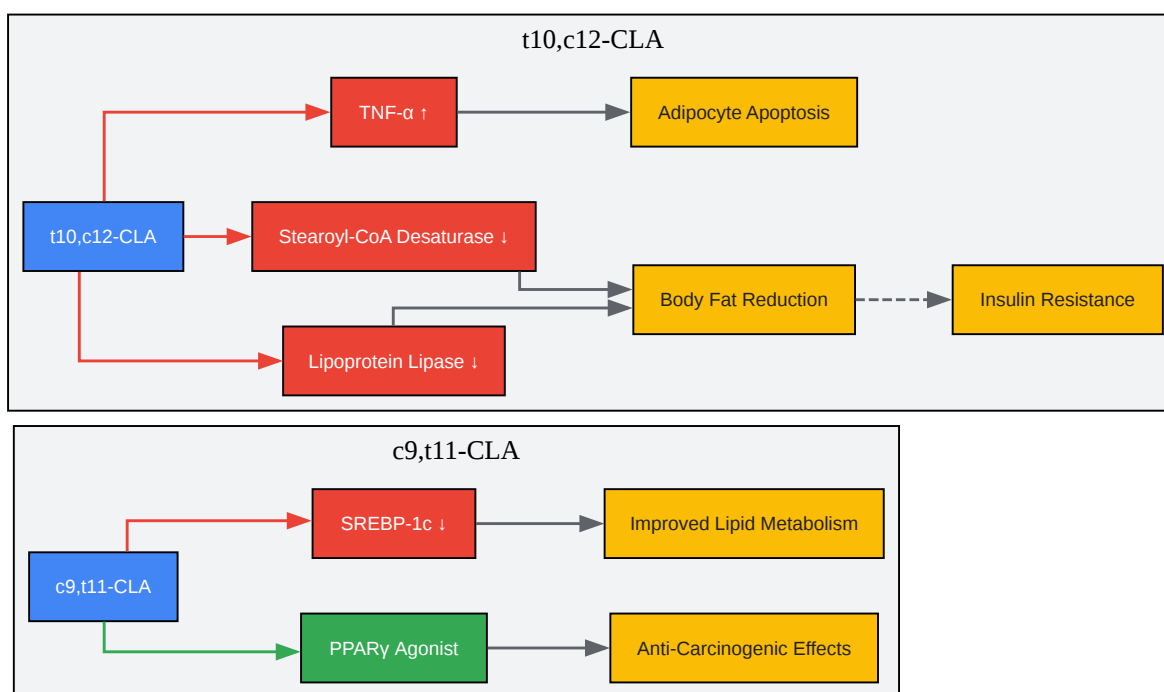 t10,c12-CLA
TNF-α ↑
Adipocyte Apoptosis
t10,c12-CLA
Stearoyl-CoA Desaturase ↓
Body Fat Reduction
Insulin Resistance
Lipoprotein Lipase ↓
c9,t11-CLA
SREBP-1c ↓
Improved Lipid Metabolism
c9,t11-CLA
PPARγ Agonist
Anti-Carcinogenic Effects